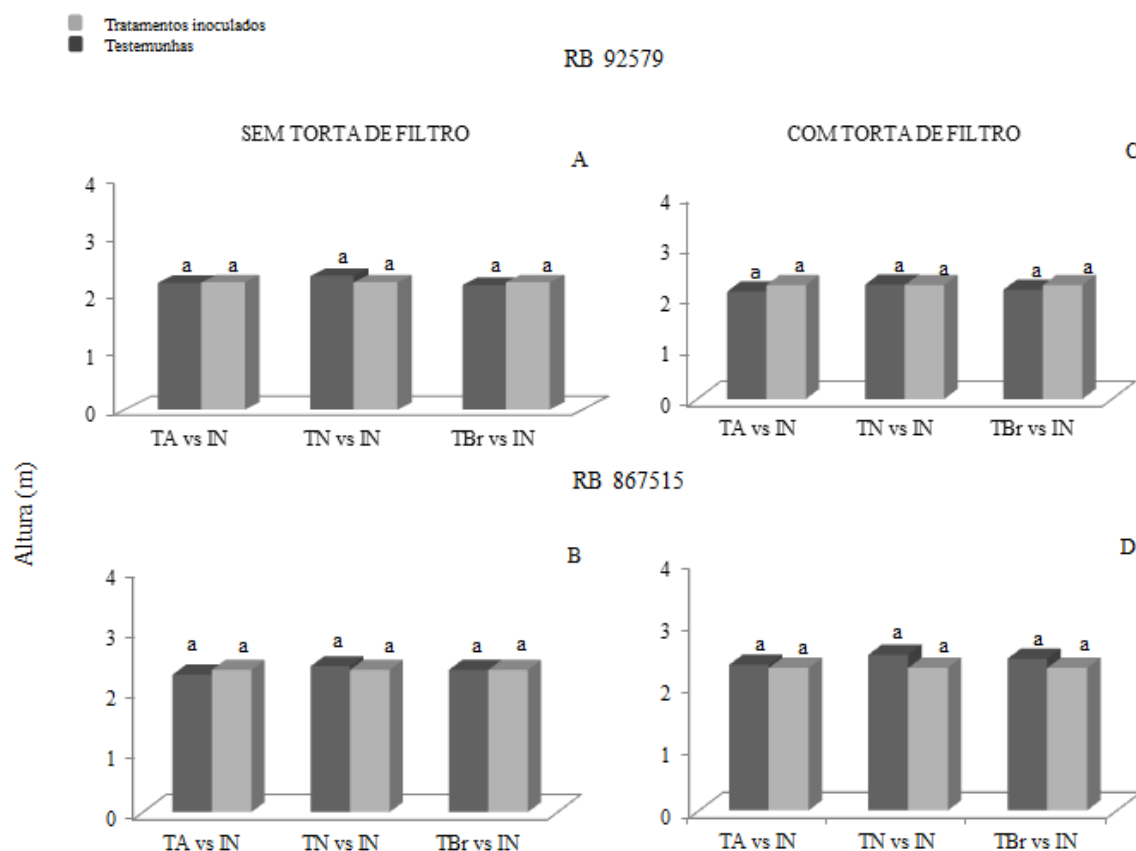 Tratamentos inoculados
Testemunhas
RB 92579
SEM TORTA DE FILTRO
COM TORTA DE FILTRO
A
C
4
3
2
1
0
a a a a a a
TA vs IN TN vs IN TBr vs IN
4
3
2
1
0
a a a a a a
TA vs IN TN vs IN TBr vs IN
Altura (m)
RB 867515
B
D
4
3
2
1
0
a a a a a a
TA vs IN TN vs IN TBr vs IN
4
3
2
1
0
a a a a a a
TA vs IN TN vs IN TBr vs IN